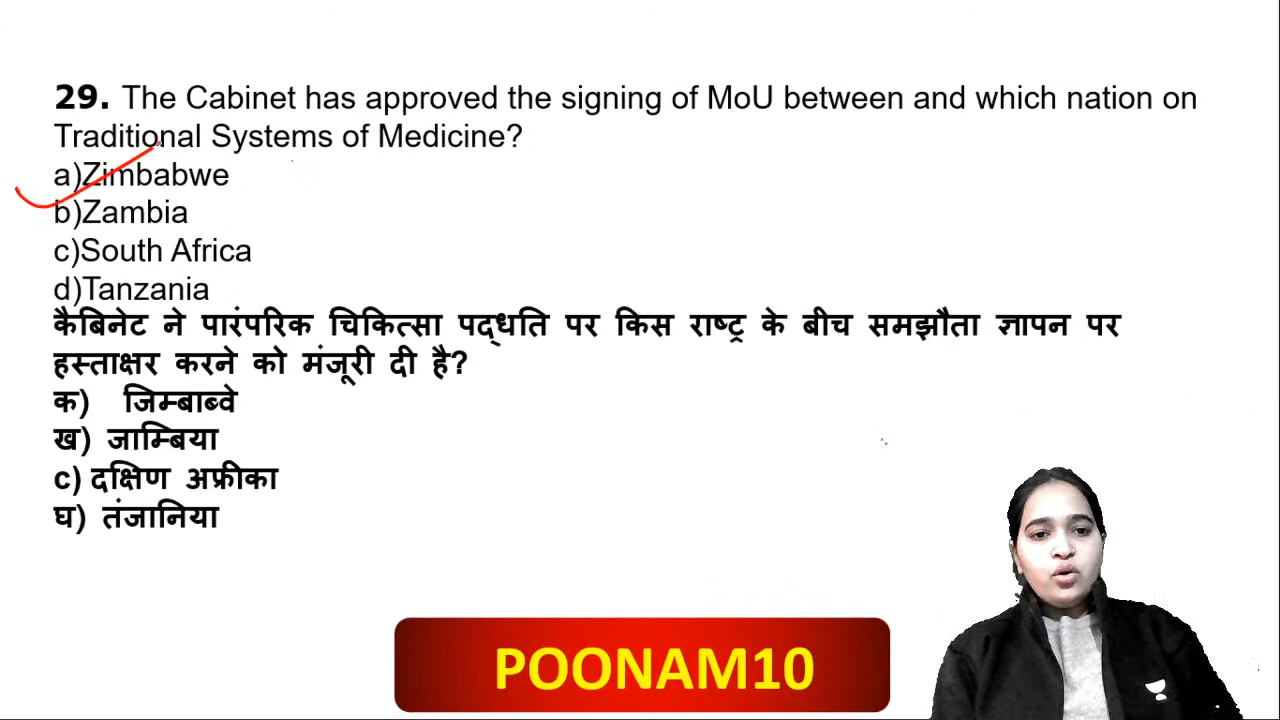 29. The Cabinet has approved the signing of MoU between and which nation on
Traditional Systems of Medicine?
a)Zimbabwe
b)Zambia
c)South Africa
d)Tanzania
कैबिनेट ने पारंपरिक चिकित्सा पद्धति पर किस राष्ट्र के बीच समझौता ज्ञापन पर
हस्ताक्षर करने को मंजूरी दी है?
क) जिम्बाब्वे
ख) जाम्बिया
c) दक्षिण अफ्रीका
घ) तंजानिया
POONAM10